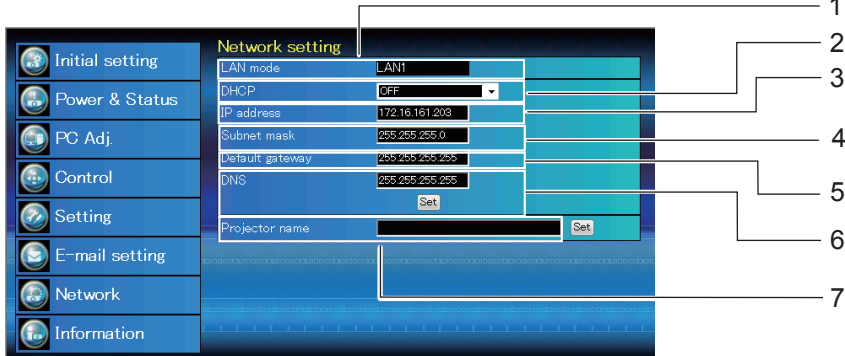 1
Network setting
Initial setting
LAN mode LAN1
2
DHCP OFF
3
Power & Status
IP address 172.16.161.203
PC Adj.
Subnet mask 255.255.255.0
4
Default gateway 255.255.255.255
5
Control
DNS 255.255.255.255
Set
6
Setting
Projector name Set
E-mail setting
Network
7
Information